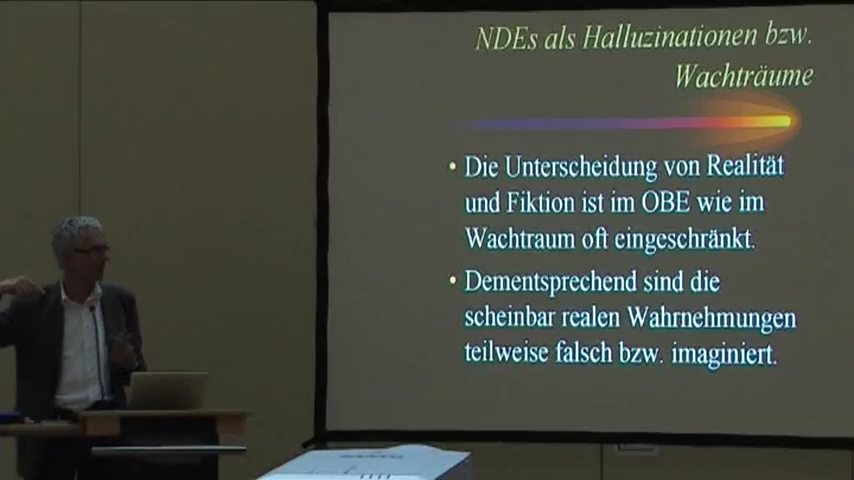 NDEs als Halluzinationen bzw.
Wachträume
• Die Unterscheidung von Realität
und Fiktion ist im OBE wie im
Wachtraum oft eingeschränkt.
• Dementsprechend sind die
scheinbar realen Wahrnehmungen
teilweise falsch bzw. imaginiert.